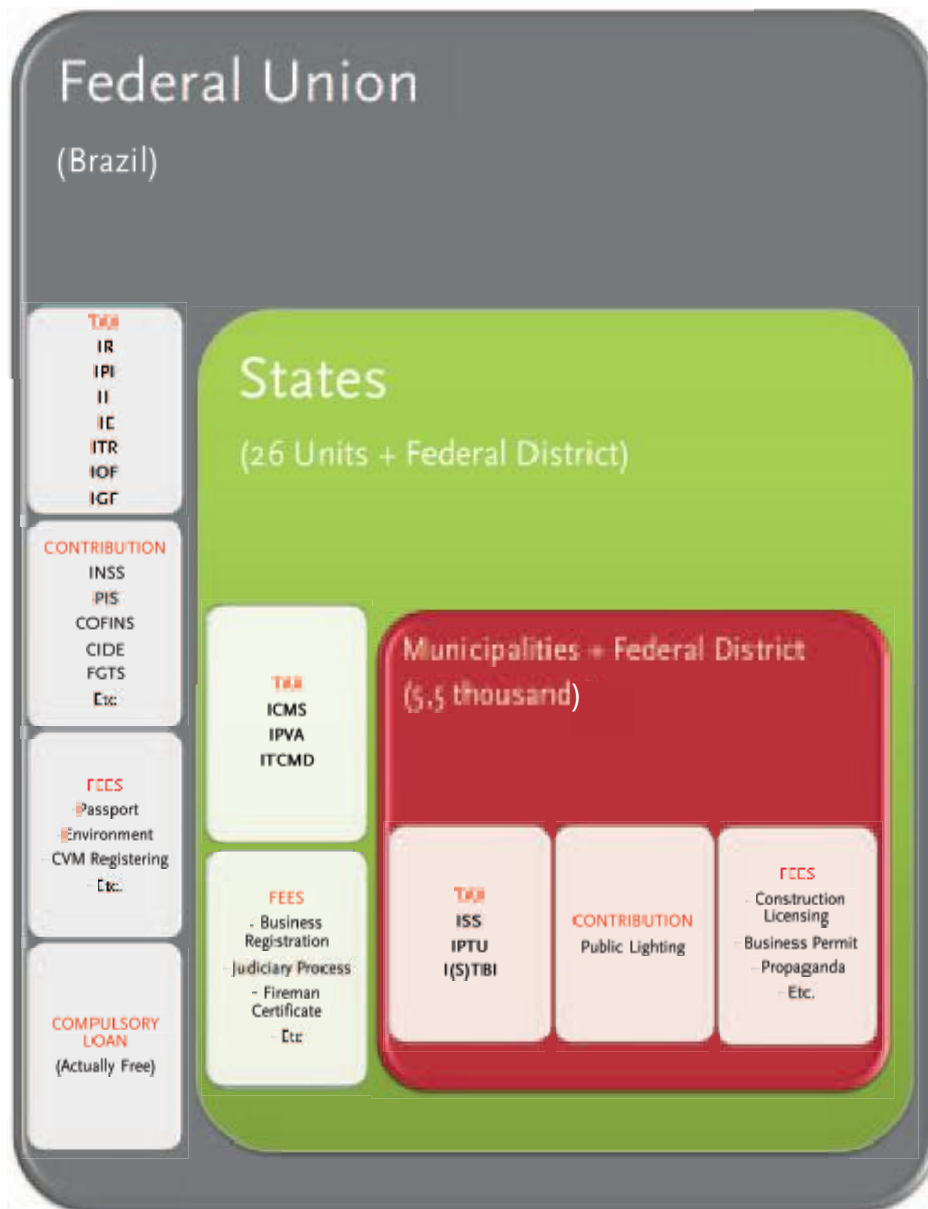 Federal Union
(Brazil)
TAX
IR
IPI
II
IE
ITR
IOF
IGF
CONTRIBUTION
INSS
PIS
COFINS
CIDE
FGTS
Etc
FEES
- Passport
- Environment
- CVM Registering
- Etc.
COMPULSORY
LOAN
(Actually Free)
States
(26 Units + Federal District)
TAX
ICMS
IPVA
ITCMD
FEES
- Business
Registration
- Judiciary Process
- Fireman
Certificate
- Etc
Municipalities + Federal District
(5,5 thousand)
TAX
ISS
IPTU
I(S)TBI
CONTRIBUTION
Public Lighting
FEES
- Construction
Licensing
- Business Permit
- Propaganda
- Etc.